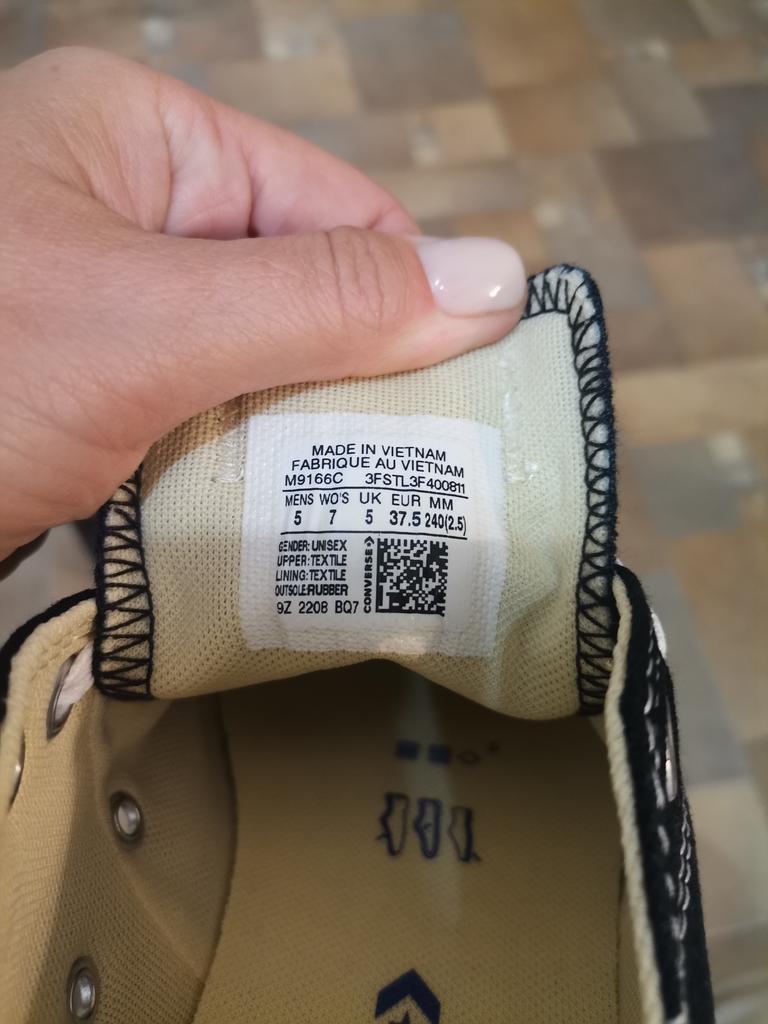 MADE IN VIETNAM
FABRIQUE AU VIETNAM
M9166C 3FSTL3F400811
MENS WO'S UK EUR MM
5 7 5 37.5 240(2.5)
GENDER: UNISEX
UPPER: TEXTILE
LINING: TEXTILE
OUTSOLE:RUBBER
9Z 2208 BQ7
CONVERSE